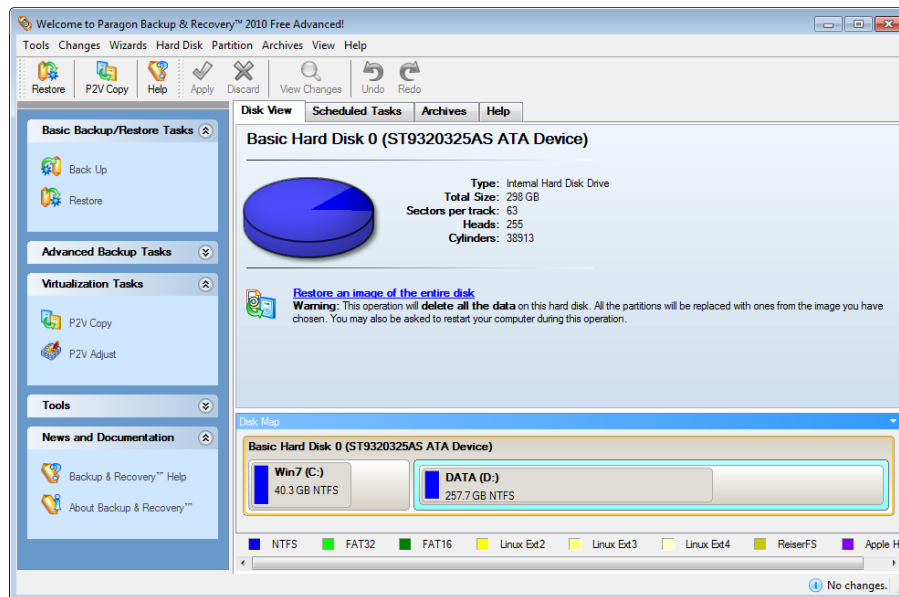 Welcome to Paragon Backup & Recovery™ 2010 Free Advanced!
Tools Changes Wizards Hard Disk Partition Archives View Help
Restore P2V Copy Help Apply Discard View Changes Undo Redo
Disk View Scheduled Tasks Archives Help
Basic Backup/Restore Tasks
Back Up
Restore
Advanced Backup Tasks
Virtualization Tasks
P2V Copy
P2V Adjust
Tools
News and Documentation
Backup & Recovery™ Help
About Backup & Recovery™
Basic Hard Disk 0 (ST9320325AS ATA Device)
Type: Internal Hard Disk Drive
Total Size: 298 GB
Sectors per track: 63
Heads: 255
Cylinders: 38913
Restore an image of the entire disk
Warning: This operation will delete all the data on this hard disk. All the partitions will be replaced with ones from the image you have
chosen. You may also be asked to restart your computer during this operation.
Disk Map
Basic Hard Disk 0 (ST9320325AS ATA Device)
Win7 (C:)
40.3 GB NTFS
DATA (D:)
257.7 GB NTFS
NTFS FAT32 FAT16 Linux Ext2 Linux Ext3 Linux Ext4 ReiserFS Apple H
No changes.